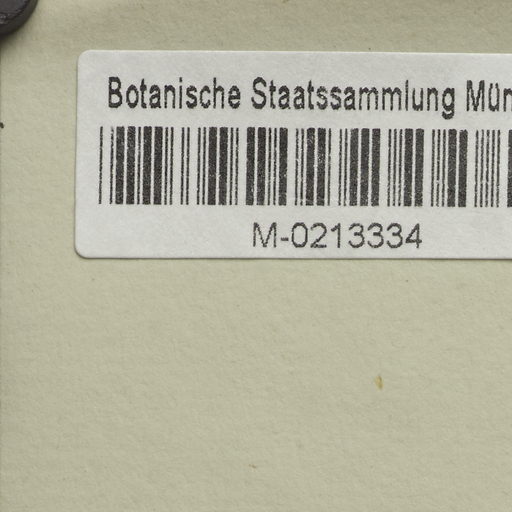 Botanische Staatssammlung Mün
M-0213334